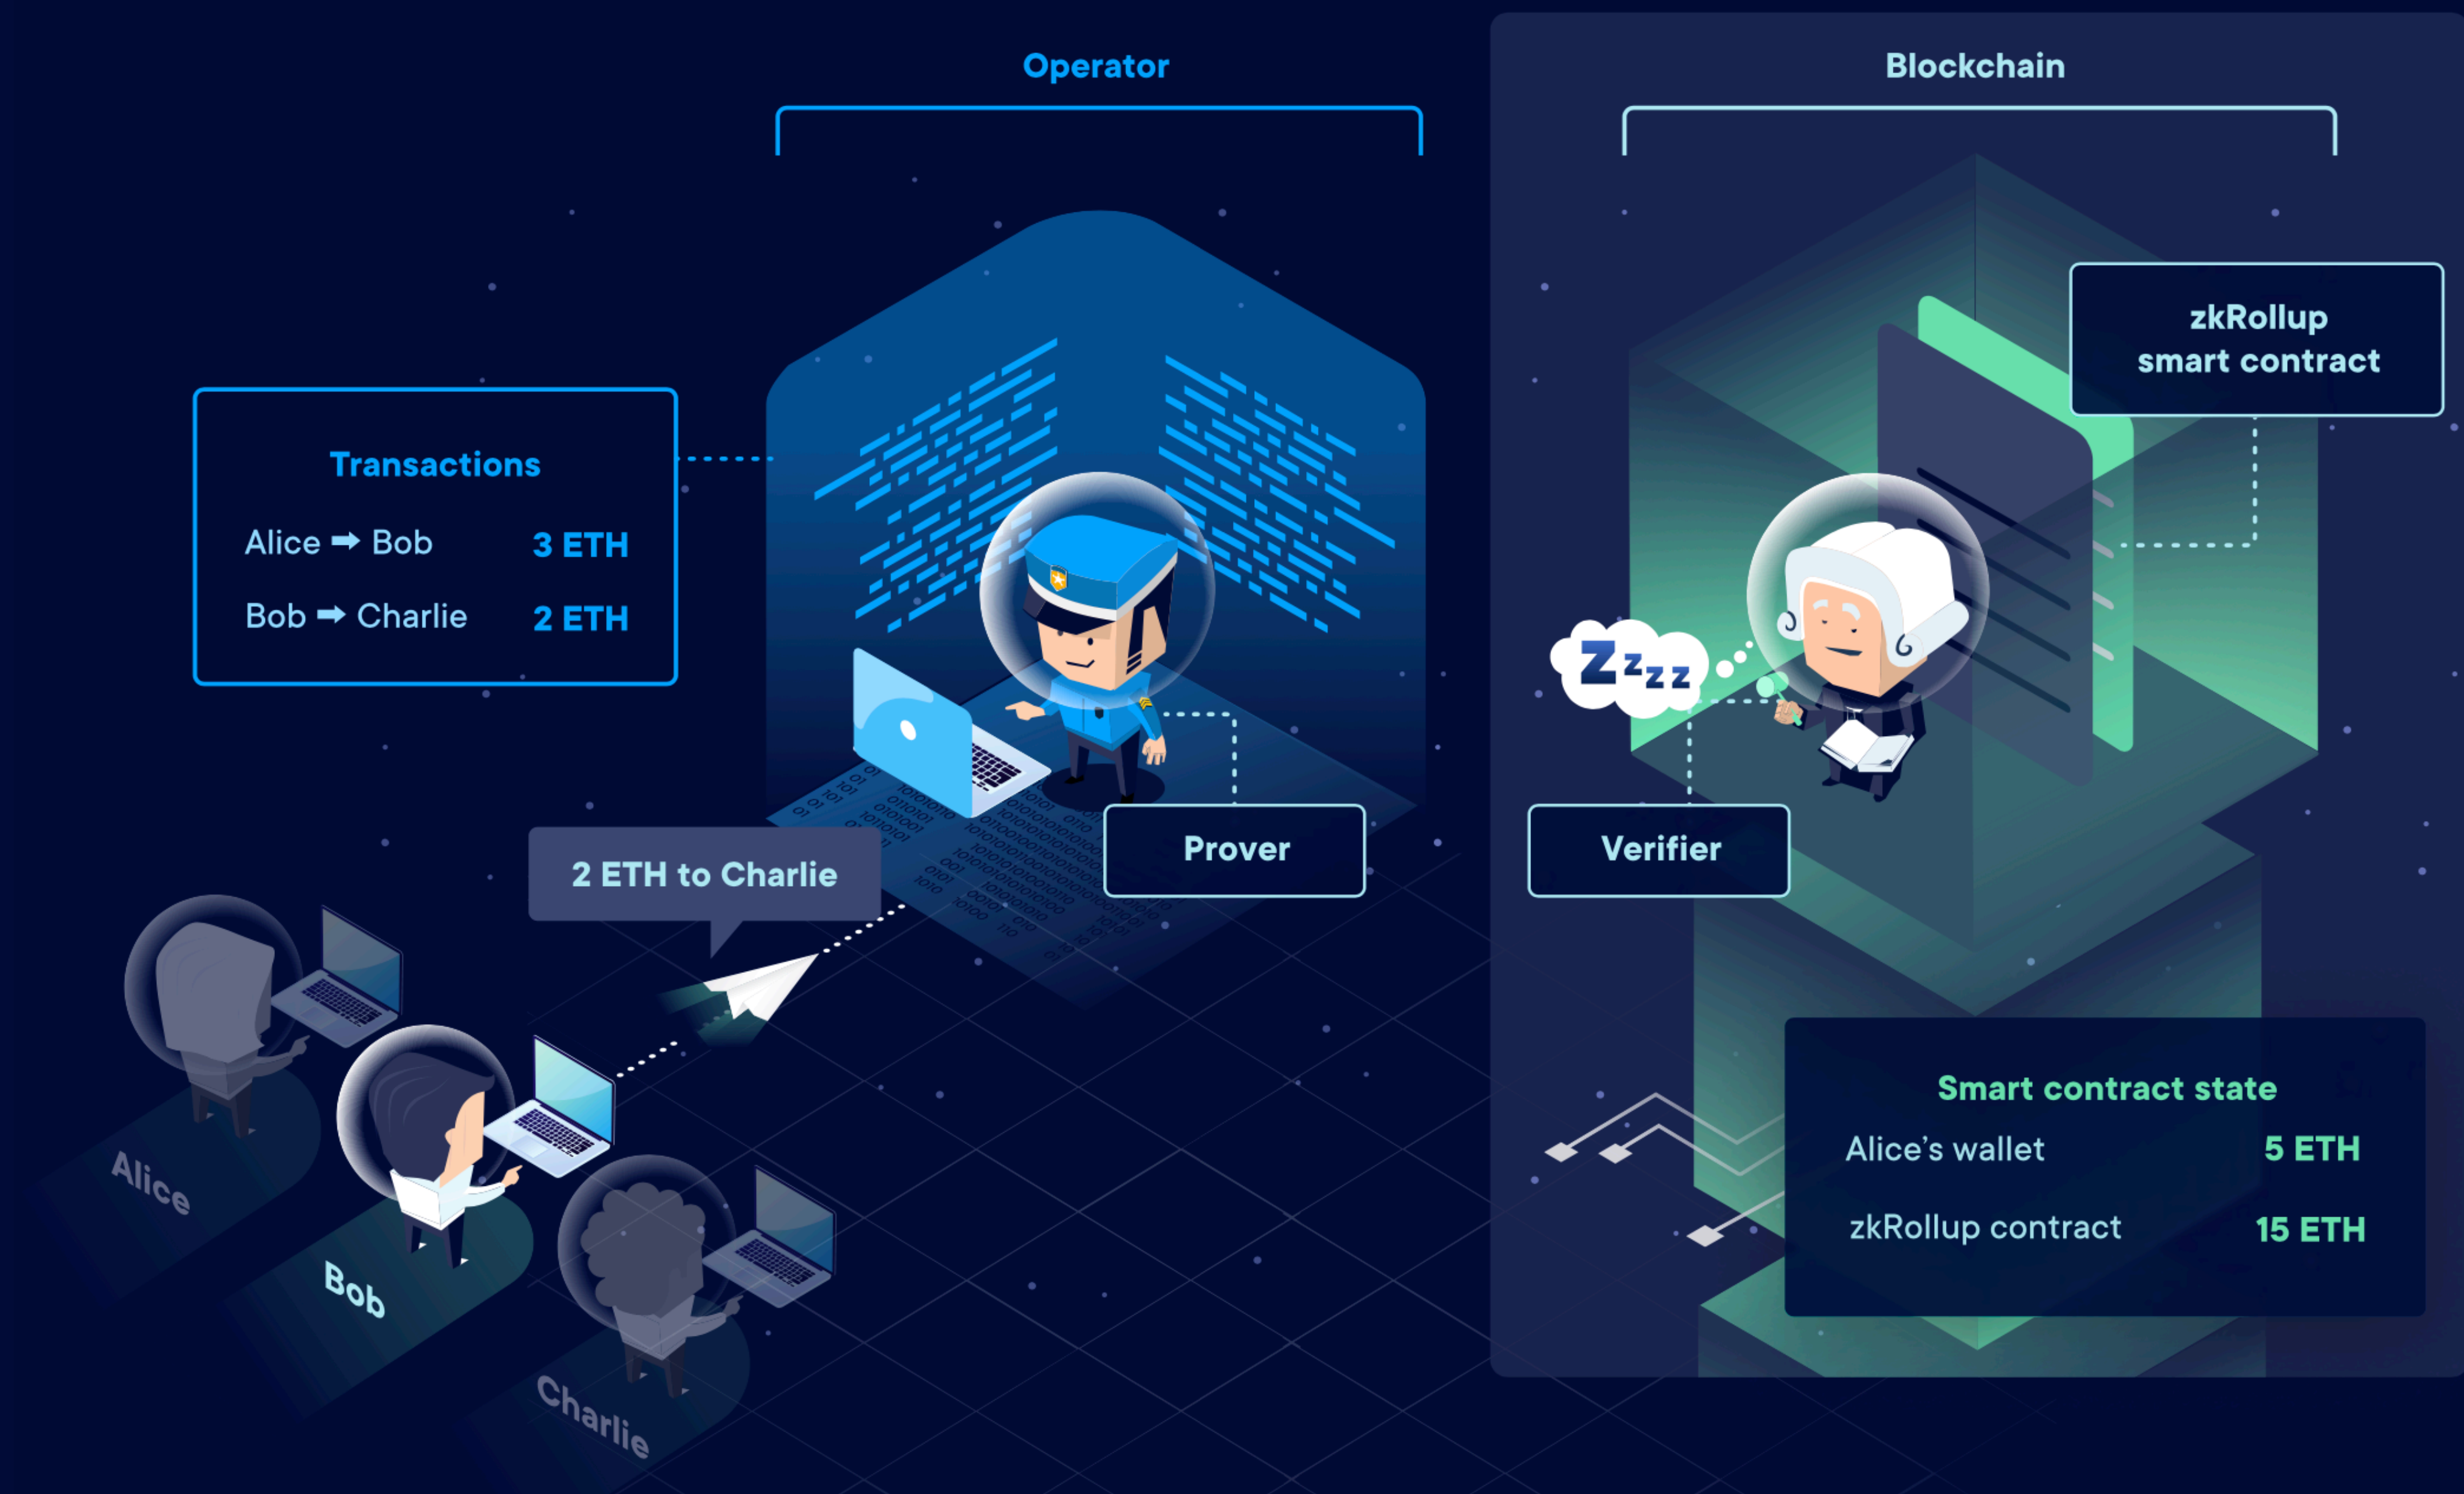 Operator
Blockchain
zkRollup
smart contract
Transactions
Alice ➡ Bob 3 ETH
Bob ➡ Charlie 2 ETH
Z z z z
Prover
Verifier
2 ETH to Charlie
Alice
Bob
Charlie
Smart contract state
Alice’s wallet 5 ETH
zkRollup contract 15 ETH